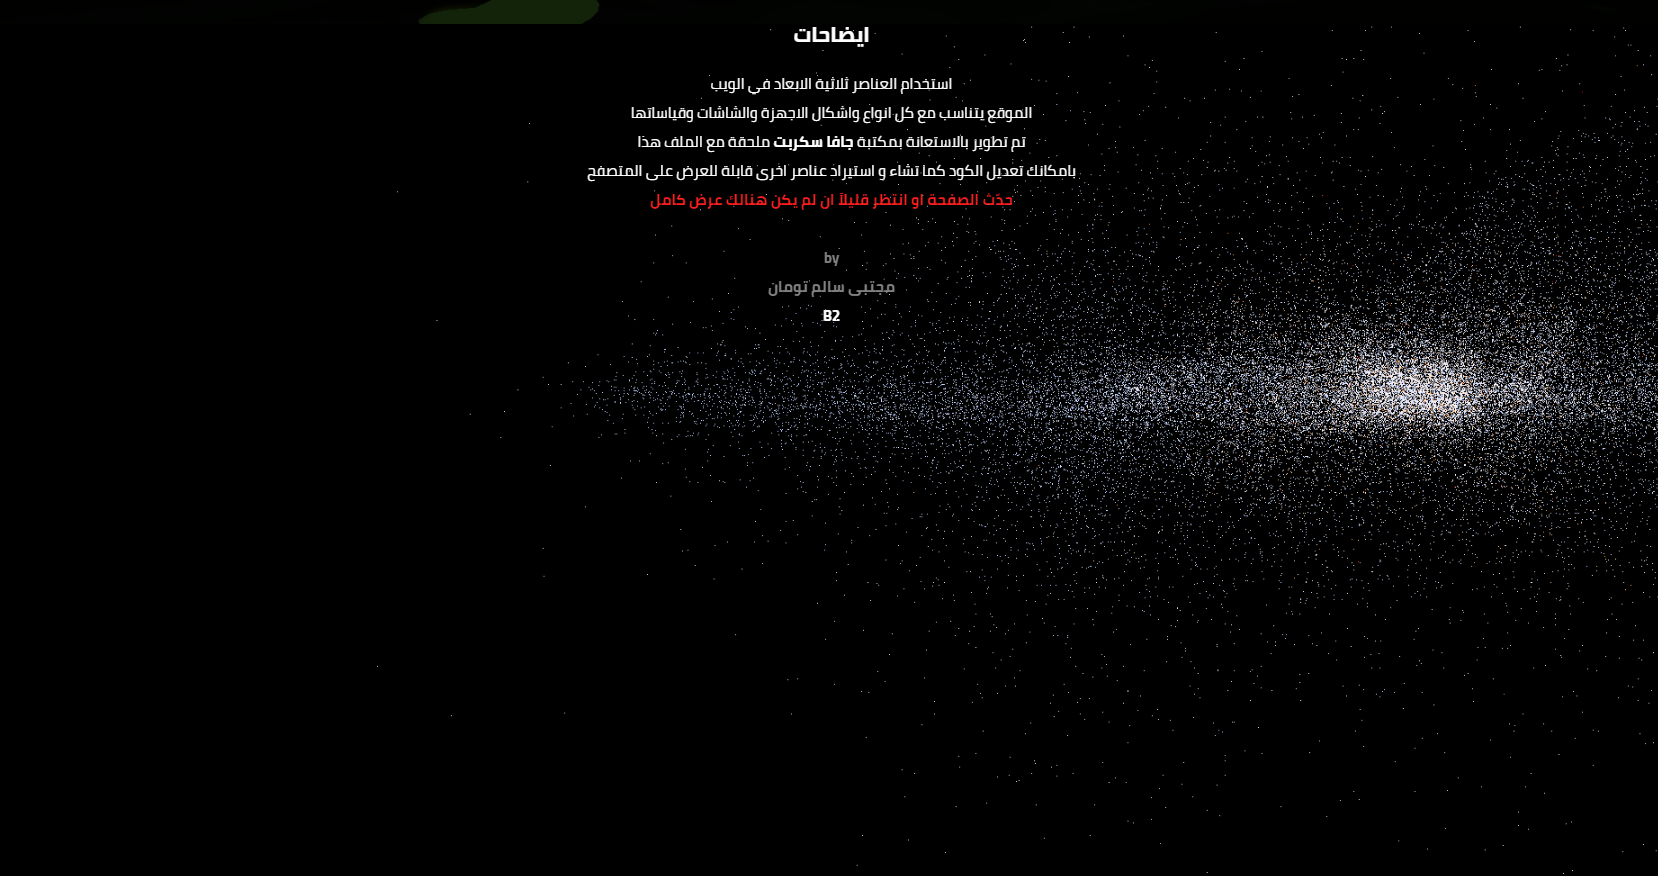 ايضاحات
استخدام العناصر ثلاثية الابعاد في الويب
الموقع يتناسب مع كل انواع واشكال الاجهزة والشاشات وقياساتها
تم تطوير بالاستعانة بمكتبة جافا سكربت ملحقة مع الملف هذا
بامكانك تعديل الكود كما تشاء و استيراد عناصر اخرى قابلة للعرض على المتصفح
حدّث الصفحة او انتظر قليلاً ان لم يكن هنالك عرض كامل
by
مجتبى سالم تومان
B2